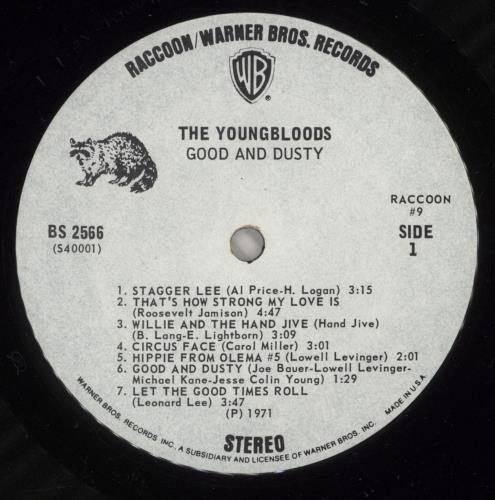 RACCOON/WARNER BROS. RECORDS
WB
®
THE YOUNGBLOODS
GOOD AND DUSTY
RACCOON
#9
BS 2566
(S40001)
SIDE
1
1. STAGGER LEE (Al Price-H. Logan) 3:15
2. THAT'S HOW STRONG MY LOVE IS
(Roosevelt Jamison) 4:47
3. WILLIE AND THE HAND JIVE (Hand Jive)
(B. Lang-E. Lightborn) 3:09
4. CIRCUS FACE (Carol Miller) 3:01
5. HIPPIE FROM OLEMA #5 (Lowell Levinger) 2:01
6. GOOD AND DUSTY (Joe Bauer-Lowell Levinger-
Michael Kane-Jesse Colin Young) 1:29
7. LET THE GOOD TIMES ROLL
(Leonard Lee) 3:47
(P) 1971
STEREO
WARNER BROS. RECORDS INC. A SUBSIDIARY AND LICENSEE OF WARNER BROS. INC. MADE IN U.S.A.